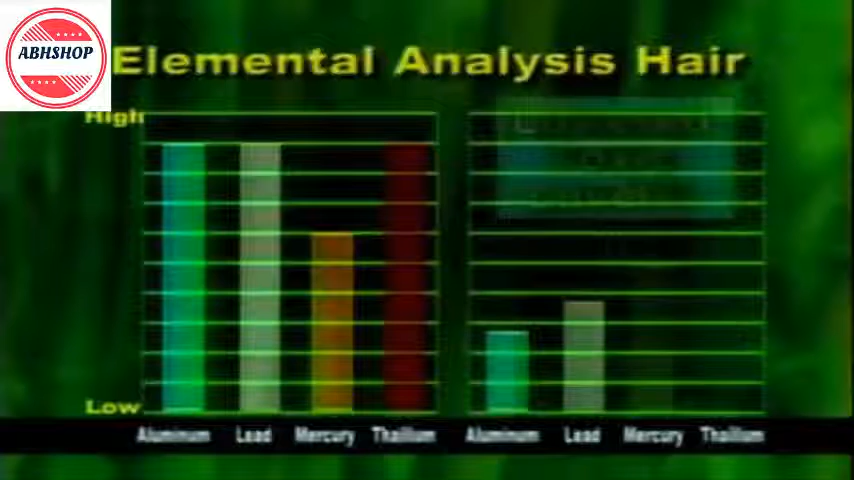 ABHSHOP
Elemental Analysis Hair
High
Low
Aluminum Lead Mercury Thallium Aluminum Lead Mercury Thallium